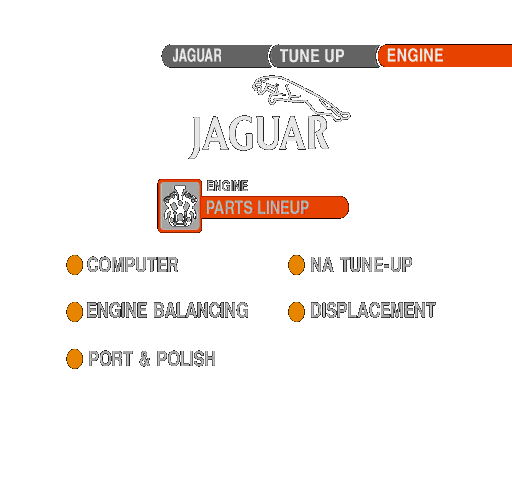 JAGUAR TUNE UP ENGINE
JAGUAR
ENGINE
PARTS LINEUP
COMPUTER NA TUNE-UP
ENGINE BALANCING DISPLACEMENT
PORT & POLISH